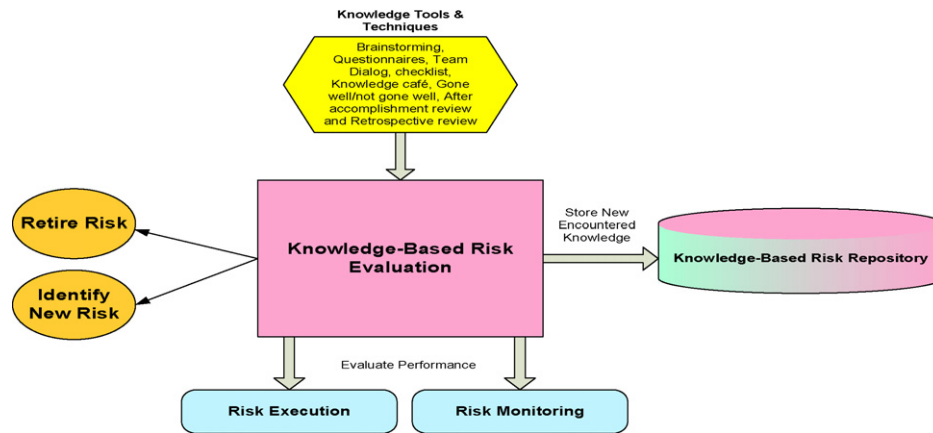 Knowledge Tools &
Techniques
Brainstorming,
Questionnaires, Team
Dialog, checklist,
Knowledge café, Gone
well/not gone well, After
accomplishment review
and Retrospective review
Retire Risk
Identify
New Risk
Knowledge-Based Risk
Evaluation
Store New
Encountered
Knowledge
Knowledge-Based Risk Repository
Evaluate Performance
Risk Execution
Risk Monitoring